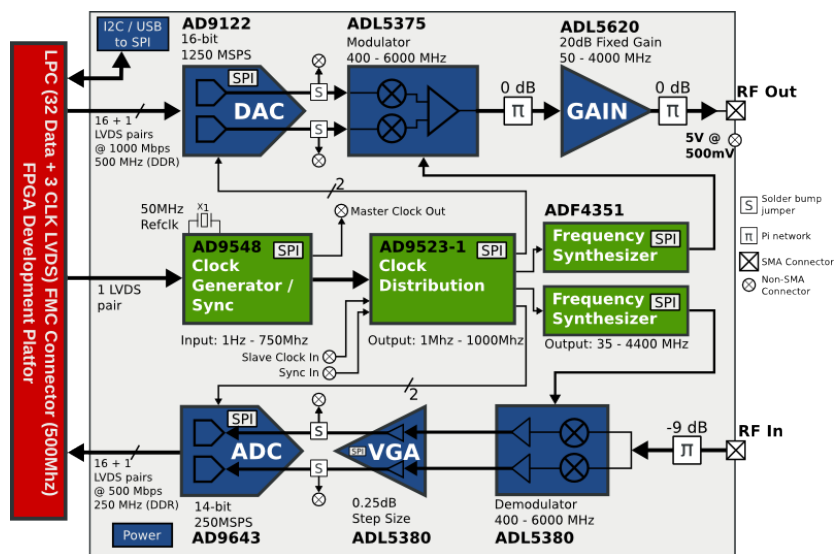 I2C / USB
to SPI
AD9122
16-bit
1250 MSPS
SPI
DAC
S
S
ADL5375
Modulator
400 - 6000 MHz
0 dB
π
ADL5620
20dB Fixed Gain
50 - 4000 MHz
GAIN
0 dB
π
RF Out
5V @
500mV
LPC (32 Data + 3 CLK LVDS) FMC Connector (500Mhz)
FPGA Development Platfor
16 + 1
LVDS pairs
@ 1000 Mbps
500 MHz (DDR)
2
50MHz
Refclk
X1
Master Clock Out
AD9548
SPI
Clock
Generator /
Sync
AD9523-1
SPI
Clock
Distribution
ADF4351
Frequency
Synthesizer
SPI
Frequency
Synthesizer
SPI
S
Solder bump
jumper
π
Pi network
SMA Connector
Non-SMA
Connector
1 LVDS
pair
Input: 1Hz - 750Mhz
Output: 1Mhz - 1000Mhz
Output: 35 - 4400 MHz
Slave Clock In
Sync In
2
SPI
ADC
S
S
SPI
VGA
-9 dB
π
RF In
16 + 1
LVDS pairs
@ 500 Mbps
250 MHz (DDR)
14-bit
250MSPS
AD9643
0.25dB
Step Size
ADL5380
Demodulator
400 - 6000 MHz
ADL5380
Power